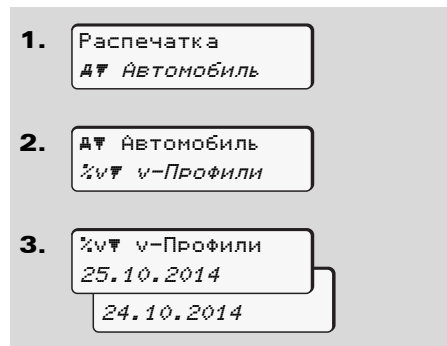 1. Распечатка
А▼ Автомобиль
2. А▼ Автомобиль
%v▼ v-Профили
3. %v▼ v-Профили
25.10.2014
24.10.2014